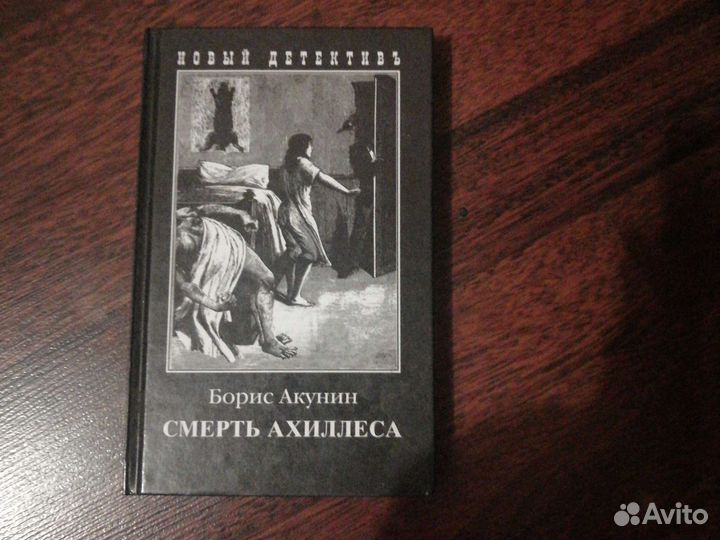 НОВЫЙ ДЕТЕКТИВЪ
Борис Акунин
СМЕРТЬ АХИЛЛЕСА
Avito